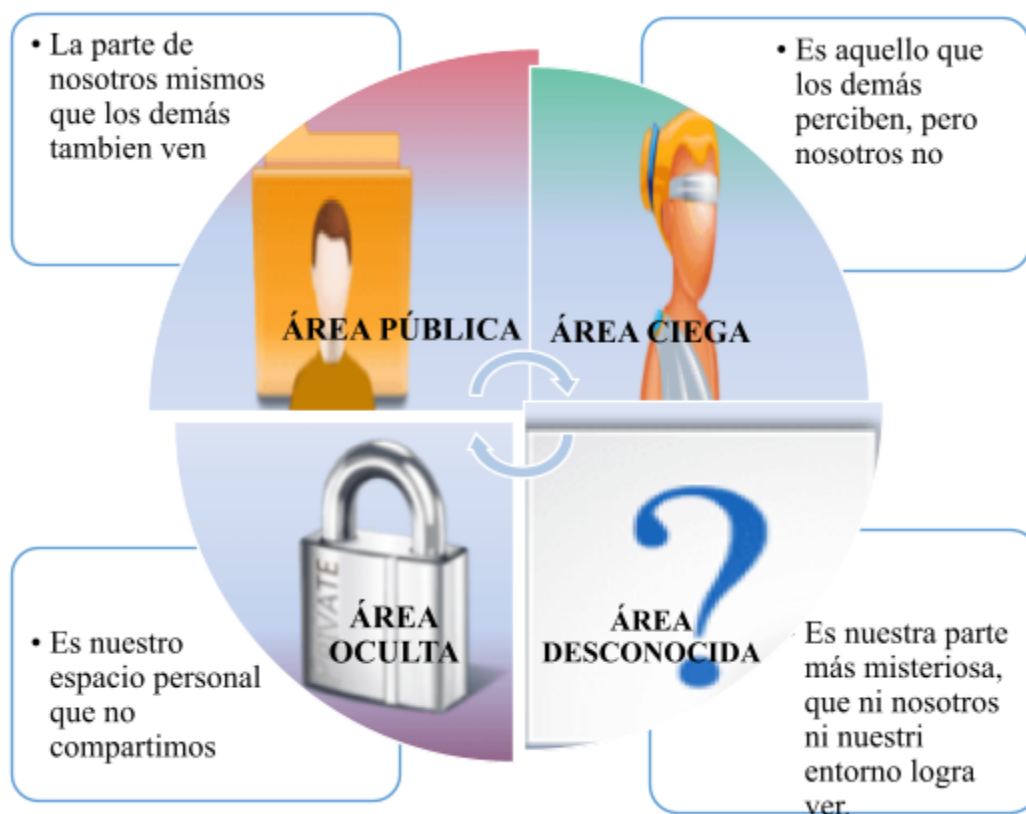 • La parte de
nosotros mismos
que los demás
tambien ven
• Es aquello que
los demás
perciben, pero
nosotros no
ÁREA PÚBLICA
ÁREA CIEGA
PRIVATE
ÁREA
OCULTA
ÁREA
DESCONOCIDA
• Es nuestro
espacio personal
que no
compartimos
Es nuestra parte
más misteriosa,
que ni nosotros
ni nuestri
entorno logra
ver.